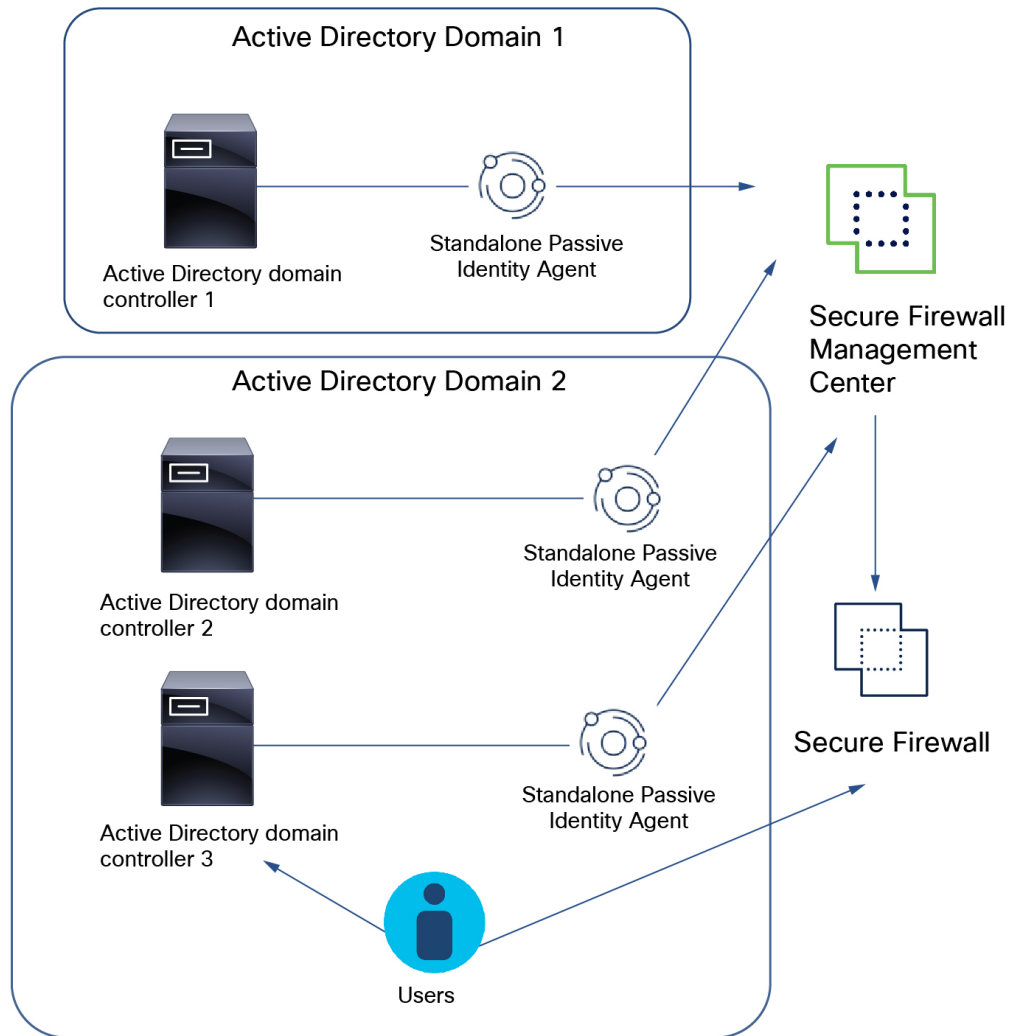 Active Directory Domain 1
Active Directory domain
controller 1
Standalone Passive
Identity Agent
Secure Firewall
Management
Center
Active Directory Domain 2
Active Directory domain
controller 2
Standalone Passive
Identity Agent
Secure Firewall
Active Directory domain
controller 3
Standalone Passive
Identity Agent
Users